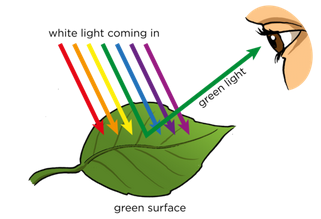 white light coming in
green light
green surface